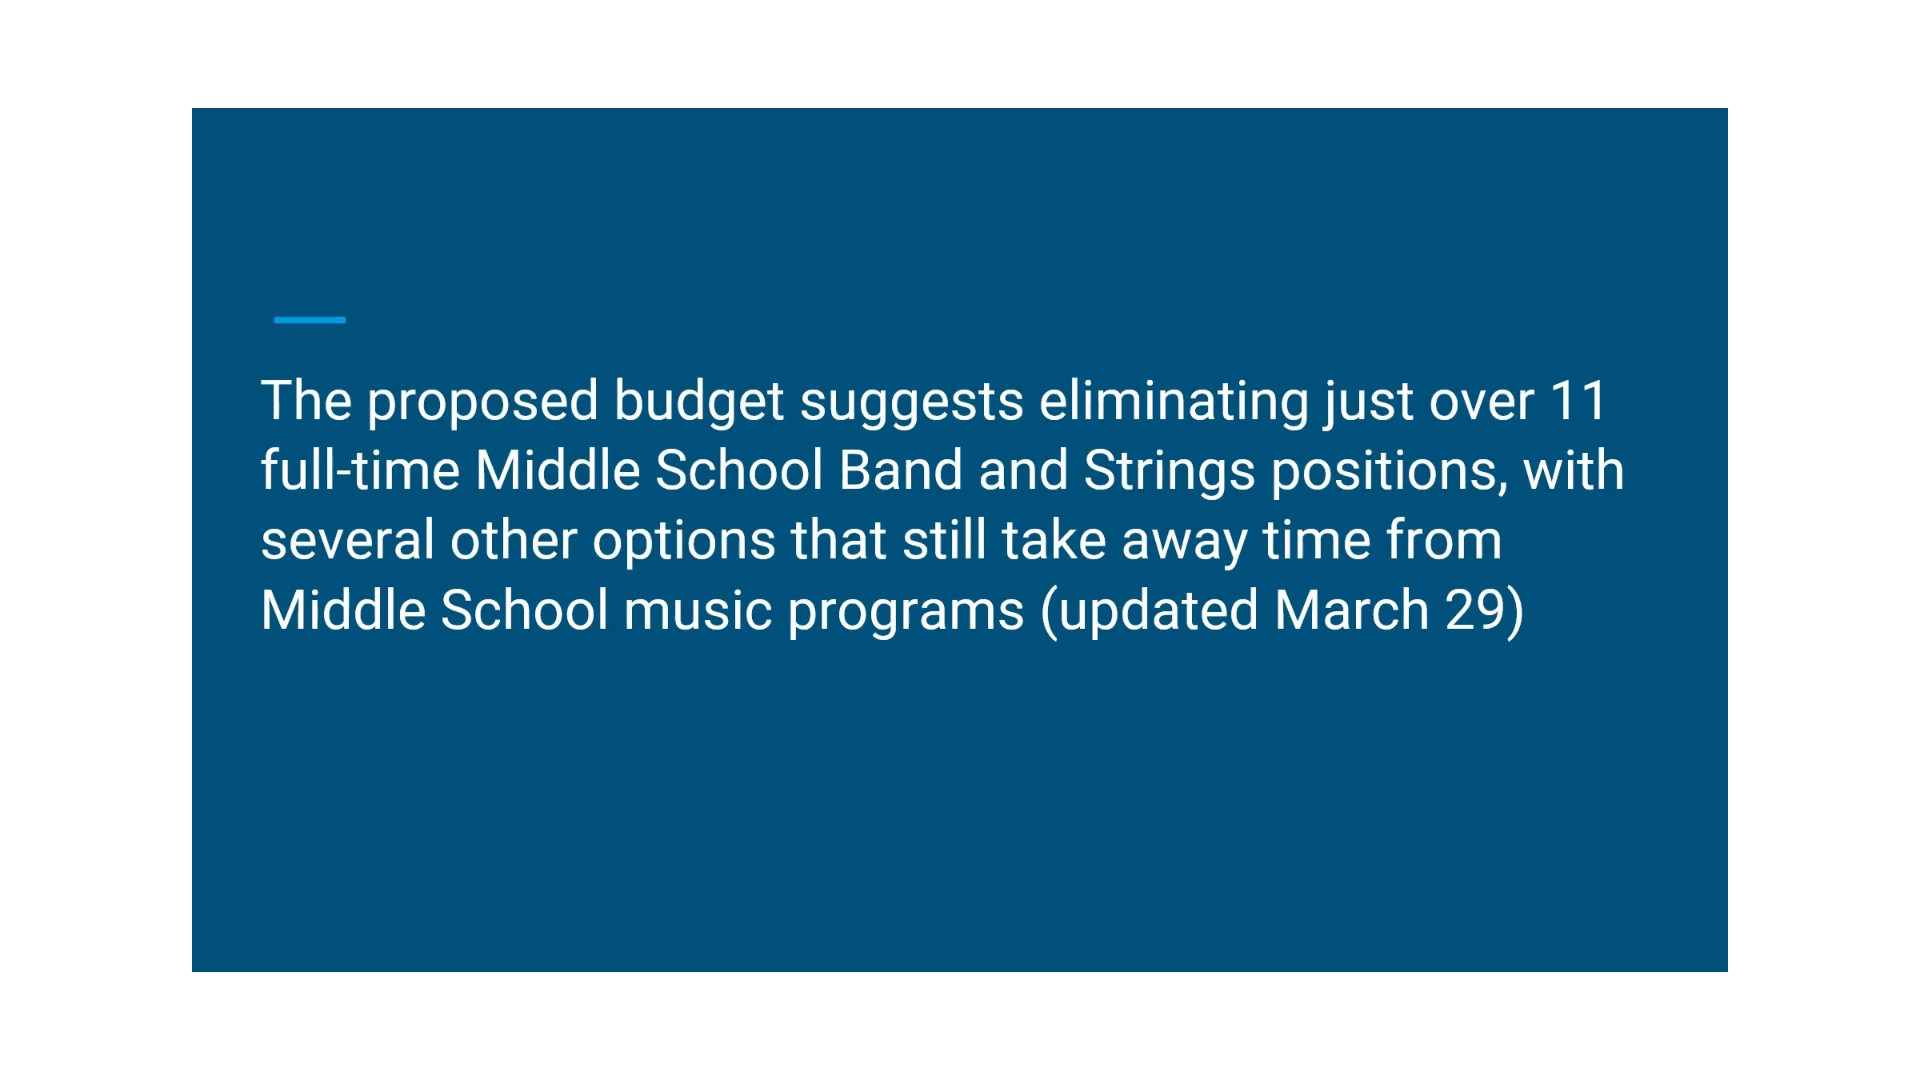 The proposed budget suggests eliminating just over 11
full-time Middle School Band and Strings positions, with
several other options that still take away time from
Middle School music programs (updated March 29)